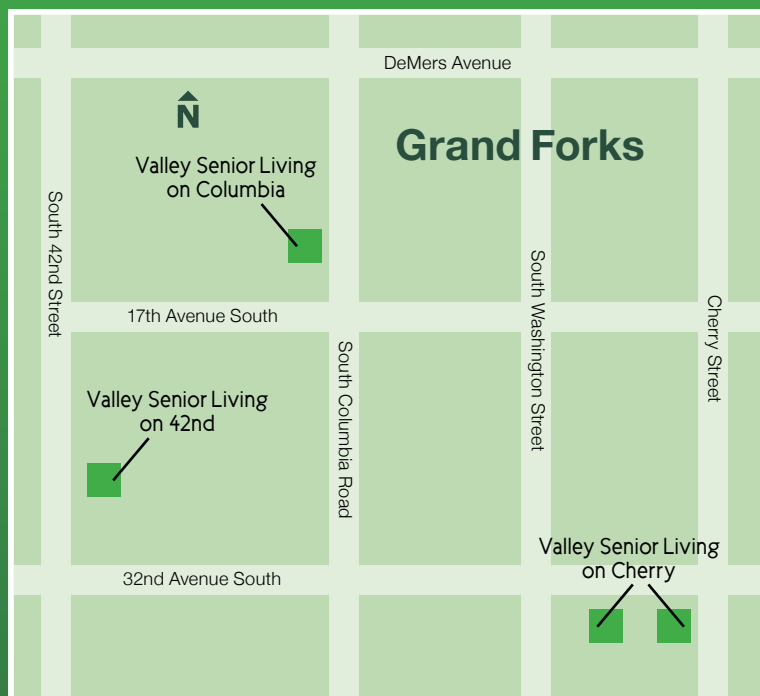 DeMers Avenue
N
Grand Forks
Valley Senior Living
on Columbia
South 42nd Street
17th Avenue South
South Washington Street
Cherry Street
South Columbia Road
Valley Senior Living
on 42nd
Valley Senior Living
on Cherry
32nd Avenue South